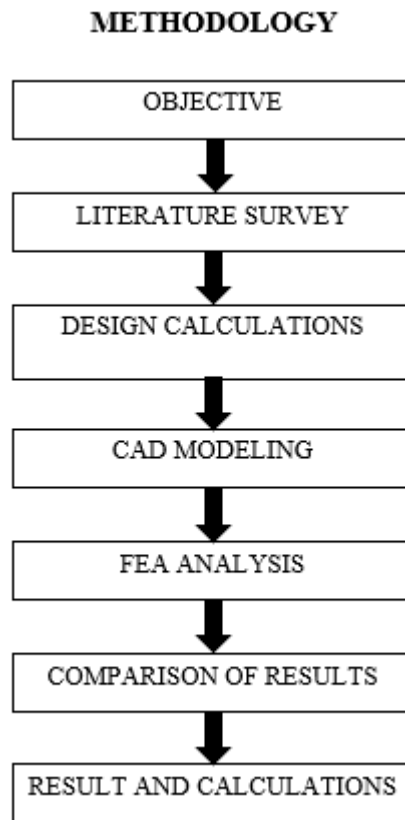 METHODOLOGY
OBJECTIVE
LITERATURE SURVEY
DESIGN CALCULATIONS
CAD MODELING
FEA ANALYSIS
COMPARISON OF RESULTS
RESULT AND CALCULATIONS